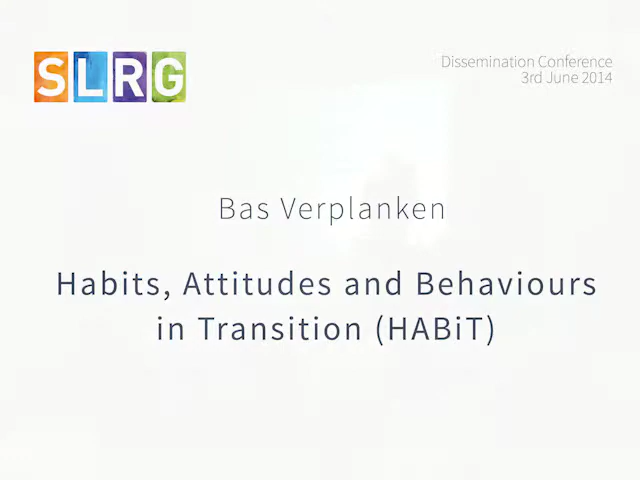 SLRG
Dissemination Conference
3rd June 2014
Bas Verplanken
Habits, Attitudes and Behaviours
in Transition (HABiT)